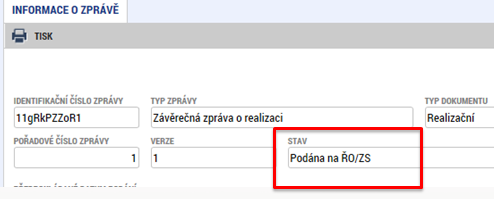 INFORMACE O ZPRÁVĚ
TISK
IDENTIFIKAČNÍ ČÍSLO ZPRÁVY TYP ZPRÁVY TYP DOKUMENTU
11gRkPZZoR1 Závěrečná zpráva o realizaci Realizační
POŘADOVÉ ČÍSLO ZPRÁVY VERZE STAV
1 1 Podána na ŘO/ZS